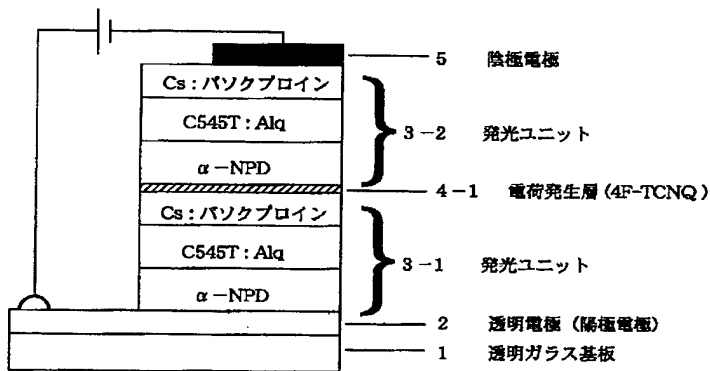 5 陰極電極
Cs:バソクプロイン
C545T:Alq
3-2 発光ユニット
α-NPD
4-1 電荷発生層(4F-TCNQ)
Cs:バソクプロイン
C545T:Alq
3-1 発光ユニット
α-NPD
2 透明電極(陽極電極)
1 透明ガラス基板